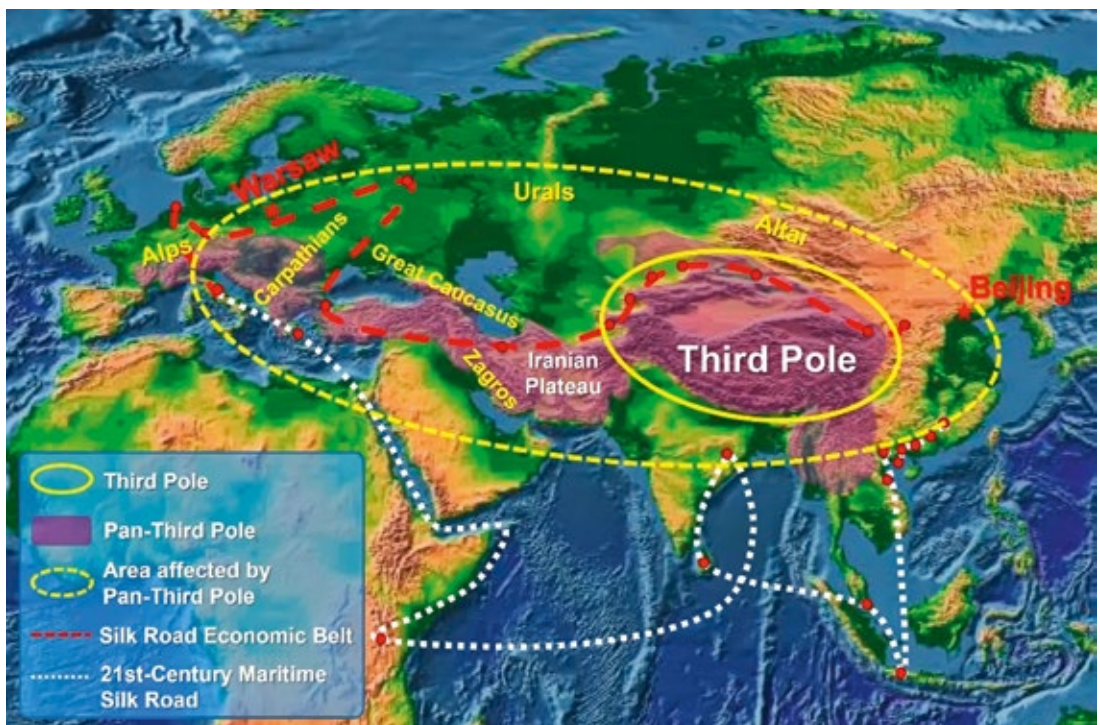 Warsaw
Urals
Alps
Carpathians
Altai
Great Caucasus
Beijing
Zagros
Iranian
Plateau
Third Pole
Third Pole
Pan-Third Pole
Area affected by
Pan-Third Pole
Silk Road Economic Belt
21st-Century Maritime
Silk Road